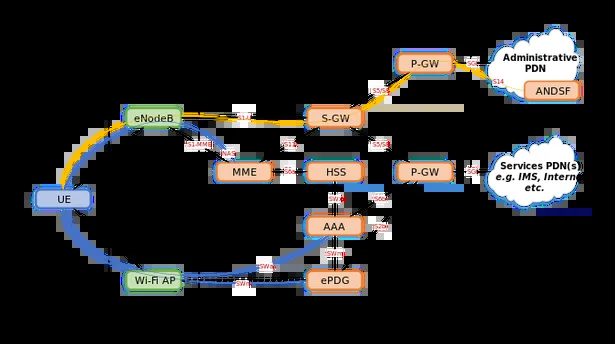 Administrative
PDN
P-GW
SGi
S14
ANDSF
S5/S8
eNodeB
S1-U
S-GW
S1-MME
NAS
S11
S5/S8
MME
S6a
HSS
P-GW
SGi
Services PDN(s)
e.g. IMS, Interne
etc.
UE
SWx
S6b
AAA
S2b
SWa
SWm
Wi-Fi AP
SWn
ePDG